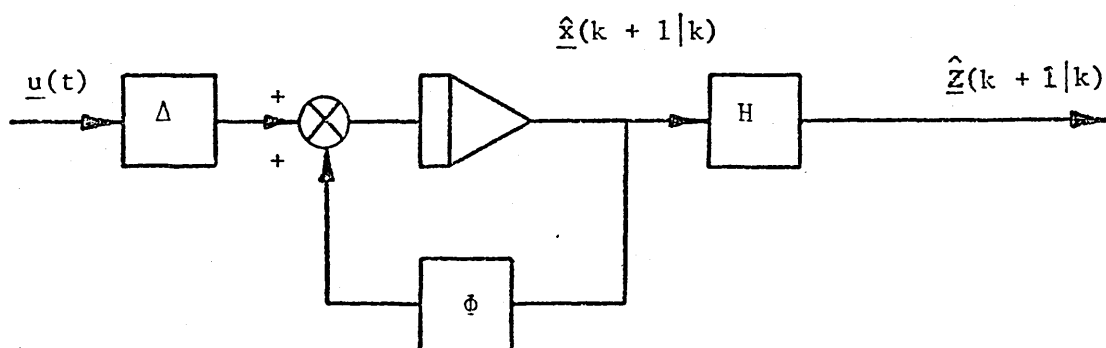 x̂(k + 1|k)
u(t)
Ẑ(k + 1|k)
Δ
+
+
H
Φ